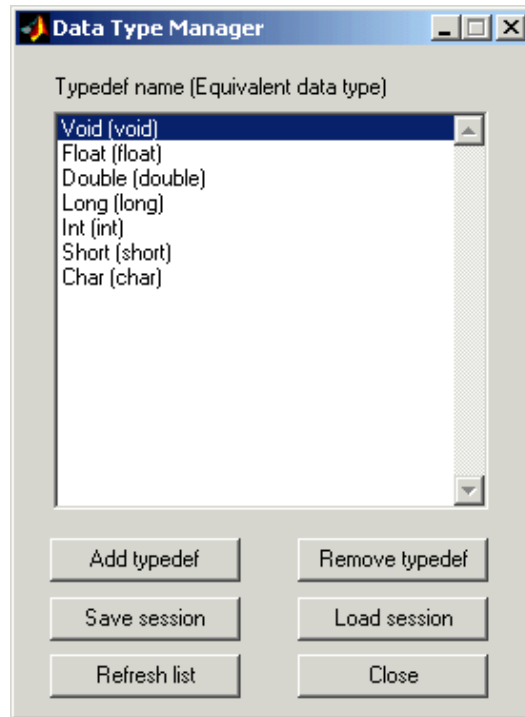 Data Type Manager
Typedef name (Equivalent data type)
Void (void)
Float (float)
Double (double)
Long (long)
Int (int)
Short (short)
Char (char)
Add typedef Remove typedef
Save session Load session
Refresh list Close